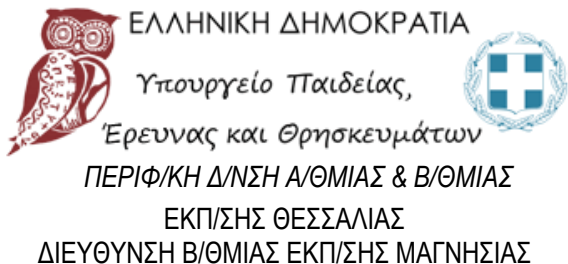 ΕΛΛΗΝΙΚΗ ΔΗΜΟΚΡΑΤΙΑ
Υπουργείο Παιδείας,
Έρευνας και Θρησκευμάτων
ΠΕΡΙΦ/ΚΗ Δ/ΝΣΗ Α/ΘΜΙΑΣ & Β/ΘΜΙΑΣ
ΕΚΠ/ΣΗΣ ΘΕΣΣΑΛΙΑΣ
ΔΙΕΥΘΥΝΣΗ Β/ΘΜΙΑΣ ΕΚΠ/ΣΗΣ ΜΑΓΝΗΣΙΑΣ